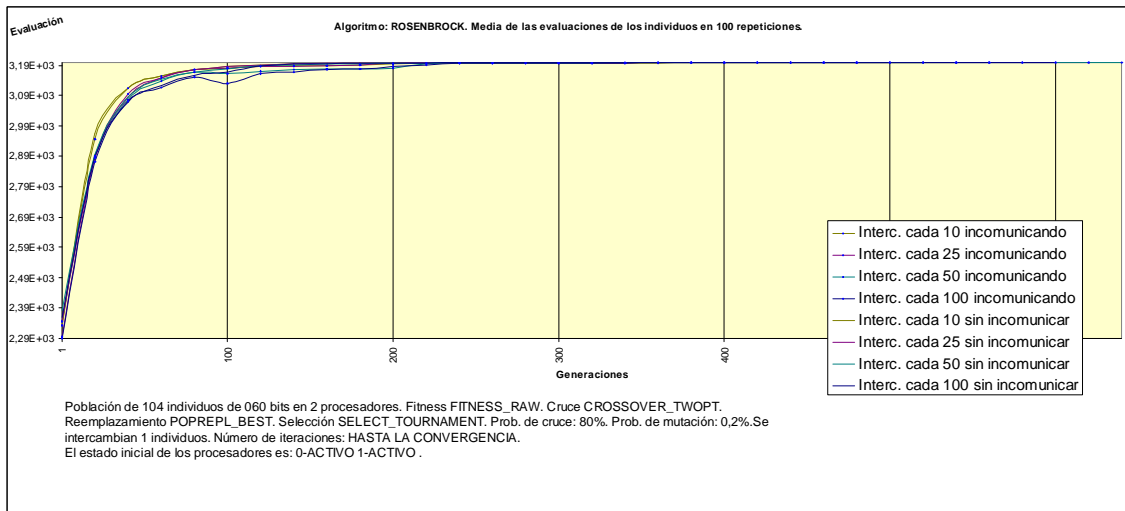 Evaluación
Algoritmo: ROSENBROCK. Media de las evaluaciones de los individuos en 100 repeticiones.
3,19E+03
3,09E+03
2,99E+03
2,89E+03
2,79E+03
2,69E+03
2,59E+03
2,49E+03
2,39E+03
2,29E+03
1
100
200
300
400
Generaciones
Interc. cada 10 incomunicando
Interc. cada 25 incomunicando
Interc. cada 50 incomunicando
Interc. cada 100 incomunicando
Interc. cada 10 sin incomunicar
Interc. cada 25 sin incomunicar
Interc. cada 50 sin incomunicar
Interc. cada 100 sin incomunicar
Población de 104 individuos de 060 bits en 2 procesadores. Fitness FITNESS_RAW. Cruce CROSSOVER_TWOPT.
Reemplazamiento POPREPL_BEST. Selección SELECT_TOURNAMENT. Prob. de cruce: 80%. Prob. de mutación: 0,2%.Se
intercambian 1 individuos. Número de iteraciones: HASTA LA CONVERGENCIA.
El estado inicial de los procesadores es: 0-ACTIVO 1-ACTIVO .